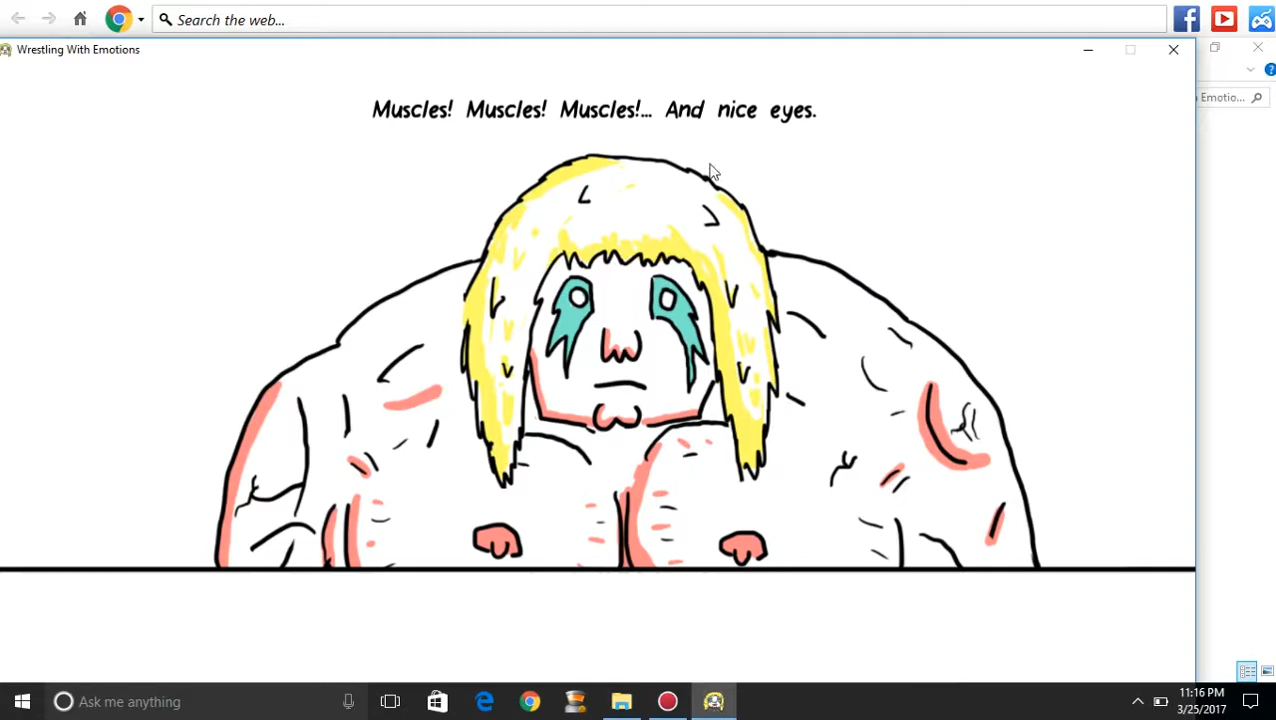 Search the web...
Wrestling With Emotions
Emotio...
Muscles! Muscles! Muscles!... And nice eyes.
Ask me anything
11:16 PM
3/25/2017